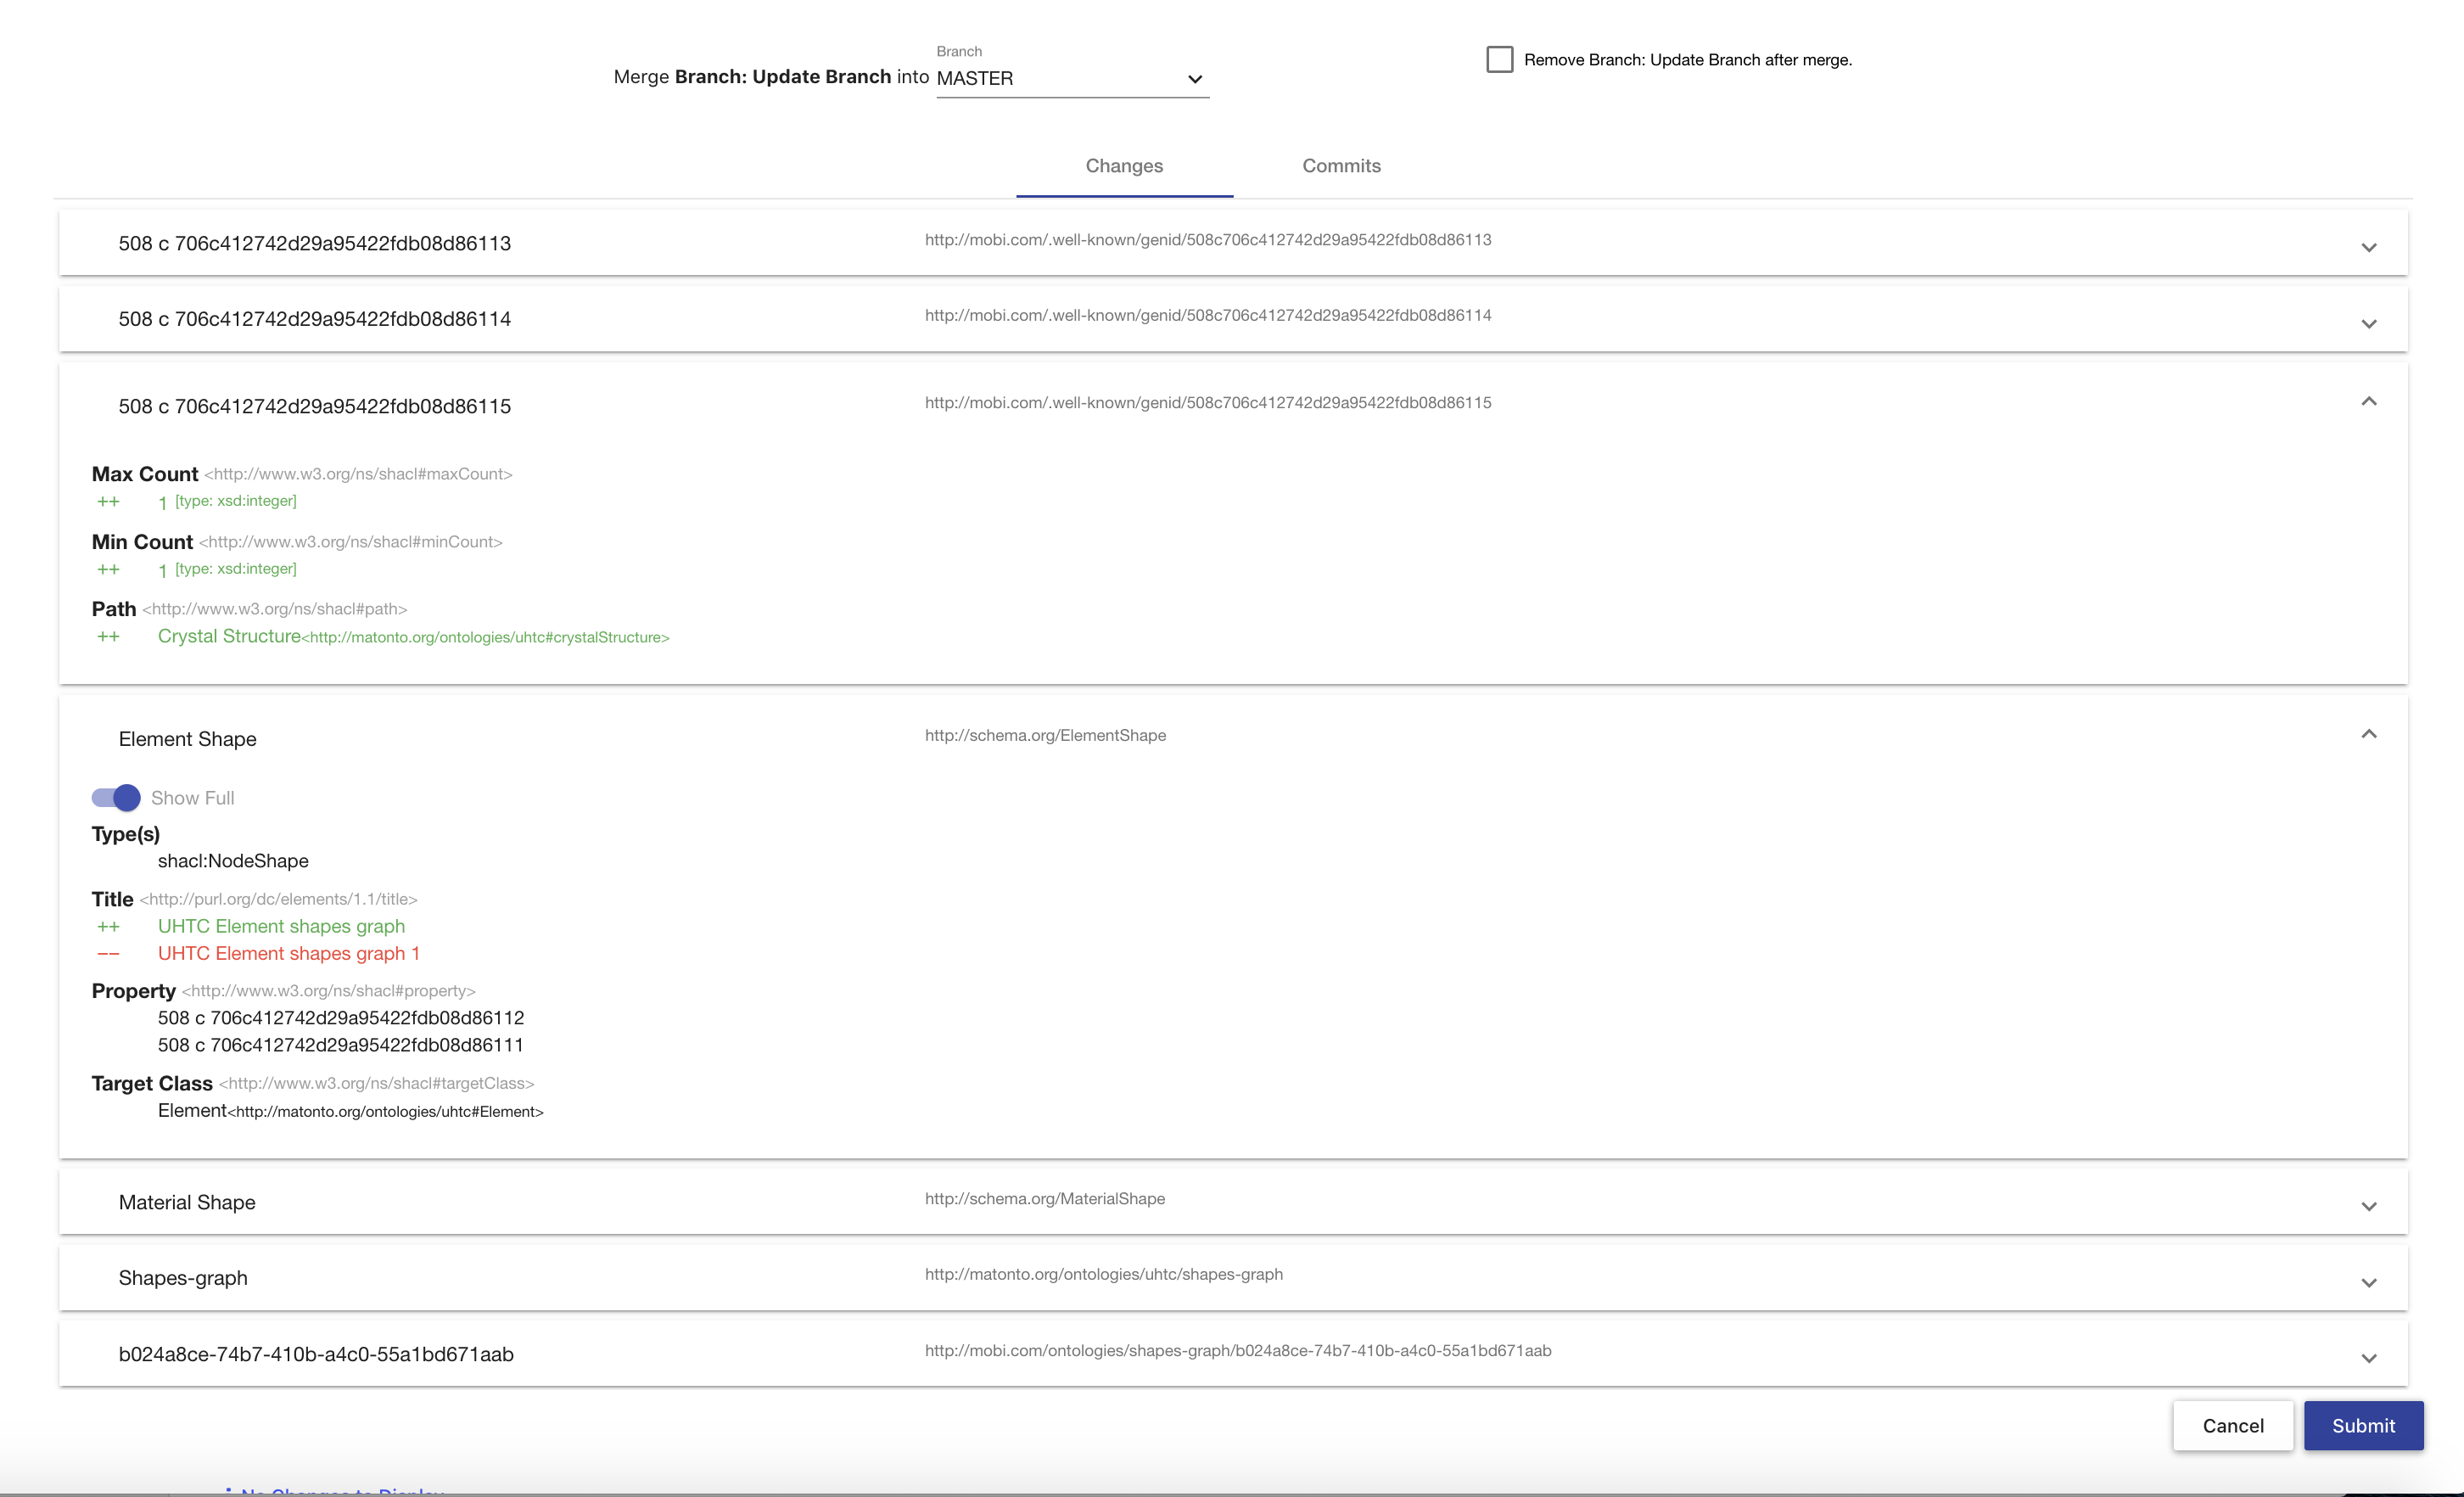 Branch
Merge Branch: Update Branch into MASTER
Remove Branch: Update Branch after merge.
Changes Commits
508 c 706c412742d29a95422fdb08d86113 http://mobi.com/.well-known/genid/508c706c412742d29a95422fdb08d86113
508 c 706c412742d29a95422fdb08d86114 http://mobi.com/.well-known/genid/508c706c412742d29a95422fdb08d86114
508 c 706c412742d29a95422fdb08d86115 http://mobi.com/.well-known/genid/508c706c412742d29a95422fdb08d86115
Max Count <http://www.w3.org/ns/shacl#maxCount>
++ 1 [type: xsd:integer]
Min Count <http://www.w3.org/ns/shacl#minCount>
++ 1 [type: xsd:integer]
Path <http://www.w3.org/ns/shacl#path>
++ Crystal Structure<http://matonto.org/ontologies/uhtc#crystalStructure>
Element Shape http://schema.org/ElementShape
Show Full
Type(s)
shacl:NodeShape
Title <http://purl.org/dc/elements/1.1/title>
++ UHTC Element shapes graph
−− UHTC Element shapes graph 1
Property <http://www.w3.org/ns/shacl#property>
508 c 706c412742d29a95422fdb08d86112
508 c 706c412742d29a95422fdb08d86111
Target Class <http://www.w3.org/ns/shacl#targetClass>
Element<http://matonto.org/ontologies/uhtc#Element>
Material Shape http://schema.org/MaterialShape
Shapes-graph http://matonto.org/ontologies/uhtc/shapes-graph
b024a8ce-74b7-410b-a4c0-55a1bd671aab http://mobi.com/ontologies/shapes-graph/b024a8ce-74b7-410b-a4c0-55a1bd671aab
Cancel Submit
No Changes to Display